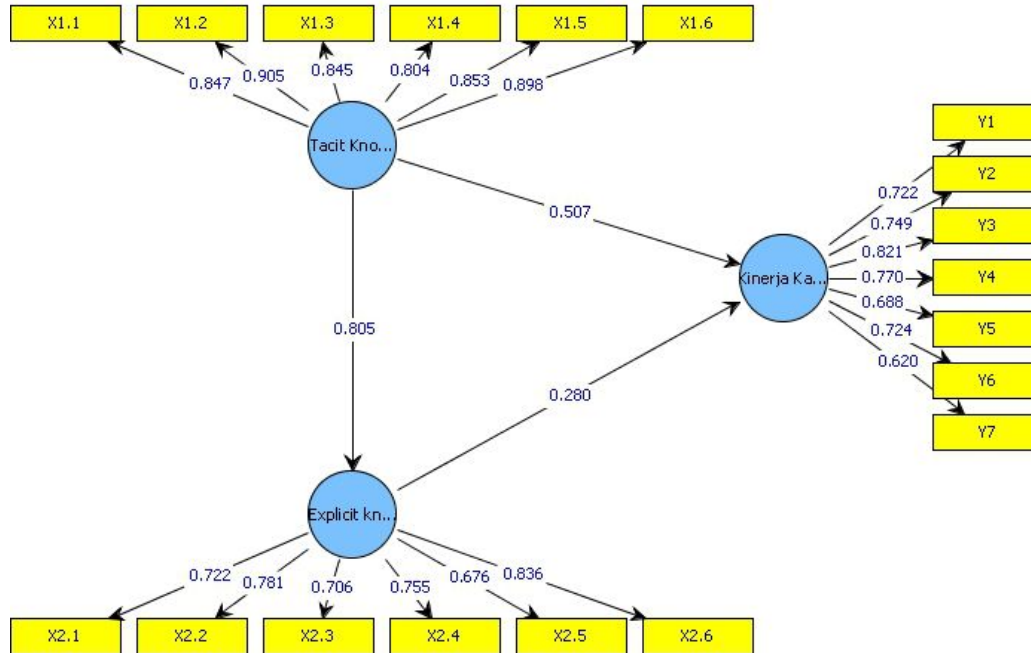 X1.1
X1.2
X1.3
X1.4
X1.5
X1.6
0.847
0.905
0.845
0.804
0.853
0.898
Tacit Kno...
0.507
0.805
0.280
Kinerja Ka...
0.722
0.749
0.821
0.770
0.688
0.724
0.620
Y1
Y2
Y3
Y4
Y5
Y6
Y7
Explicit kn...
0.722
0.781
0.706
0.755
0.676
0.836
X2.1
X2.2
X2.3
X2.4
X2.5
X2.6